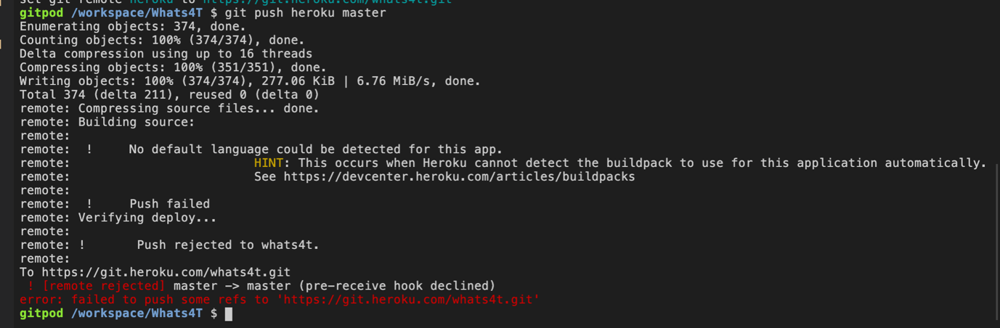 set git remote heroku to https://git.heroku.com/whats4t.git
gitpod /workspace/Whats4T $ git push heroku master
Enumerating objects: 374, done.
Counting objects: 100% (374/374), done.
Delta compression using up to 16 threads
Compressing objects: 100% (351/351), done.
Writing objects: 100% (374/374), 277.06 KiB | 6.76 MiB/s, done.
Total 374 (delta 211), reused 0 (delta 0)
remote: Compressing source files... done.
remote: Building source:
remote:
remote:  !     No default language could be detected for this app.
remote:                         HINT: This occurs when Heroku cannot detect the buildpack to use for this application automatically.
remote:                         See https://devcenter.heroku.com/articles/buildpacks
remote:
remote:  !     Push failed
remote: Verifying deploy...
remote:
remote: !       Push rejected to whats4t.
remote:
To https://git.heroku.com/whats4t.git
 ! [remote rejected] master -> master (pre-receive hook declined)
error: failed to push some refs to 'https://git.heroku.com/whats4t.git'
gitpod /workspace/Whats4T $